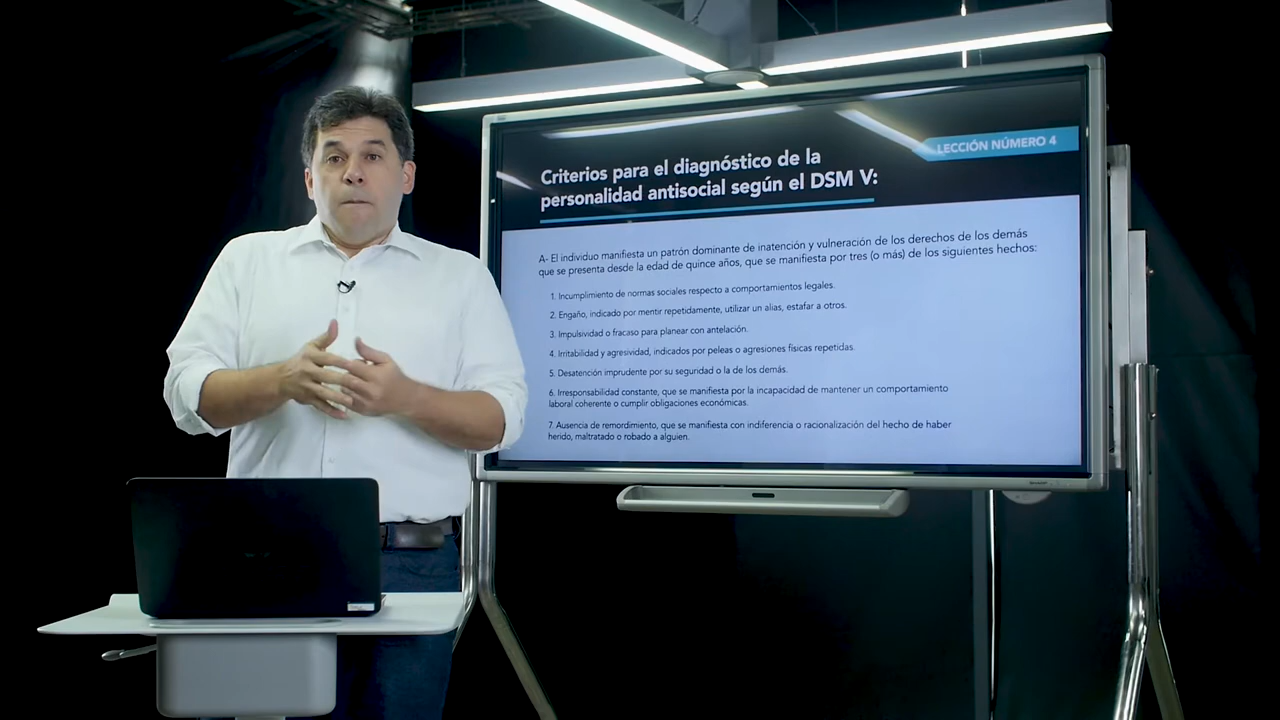 LECCIÓN NÚMERO 4
Criterios para el diagnóstico de la
personalidad antisocial según el DSM V:
A- El individuo manifiesta un patrón dominante de inatención y vulneración de los derechos de los demás
que se presenta desde la edad de quince años, que se manifiesta por tres (o más) de los siguientes hechos:
1. Incumplimiento de normas sociales respecto a comportamientos legales.
2. Engaño, indicado por mentir repetidamente, utilizar un alias, estafar a otros.
3. Impulsividad o fracaso para planear con antelación.
4. Irritabilidad y agresividad, indicados por peleas o agresiones físicas repetidas.
5. Desatención imprudente por su seguridad o la de los demás.
6. Irresponsabilidad constante, que se manifiesta por la incapacidad de mantener un comportamiento
laboral coherente o cumplir obligaciones económicas.
7. Ausencia de remordimiento, que se manifiesta con indiferencia o racionalización del hecho de haber
herido, maltratado o robado a alguien.